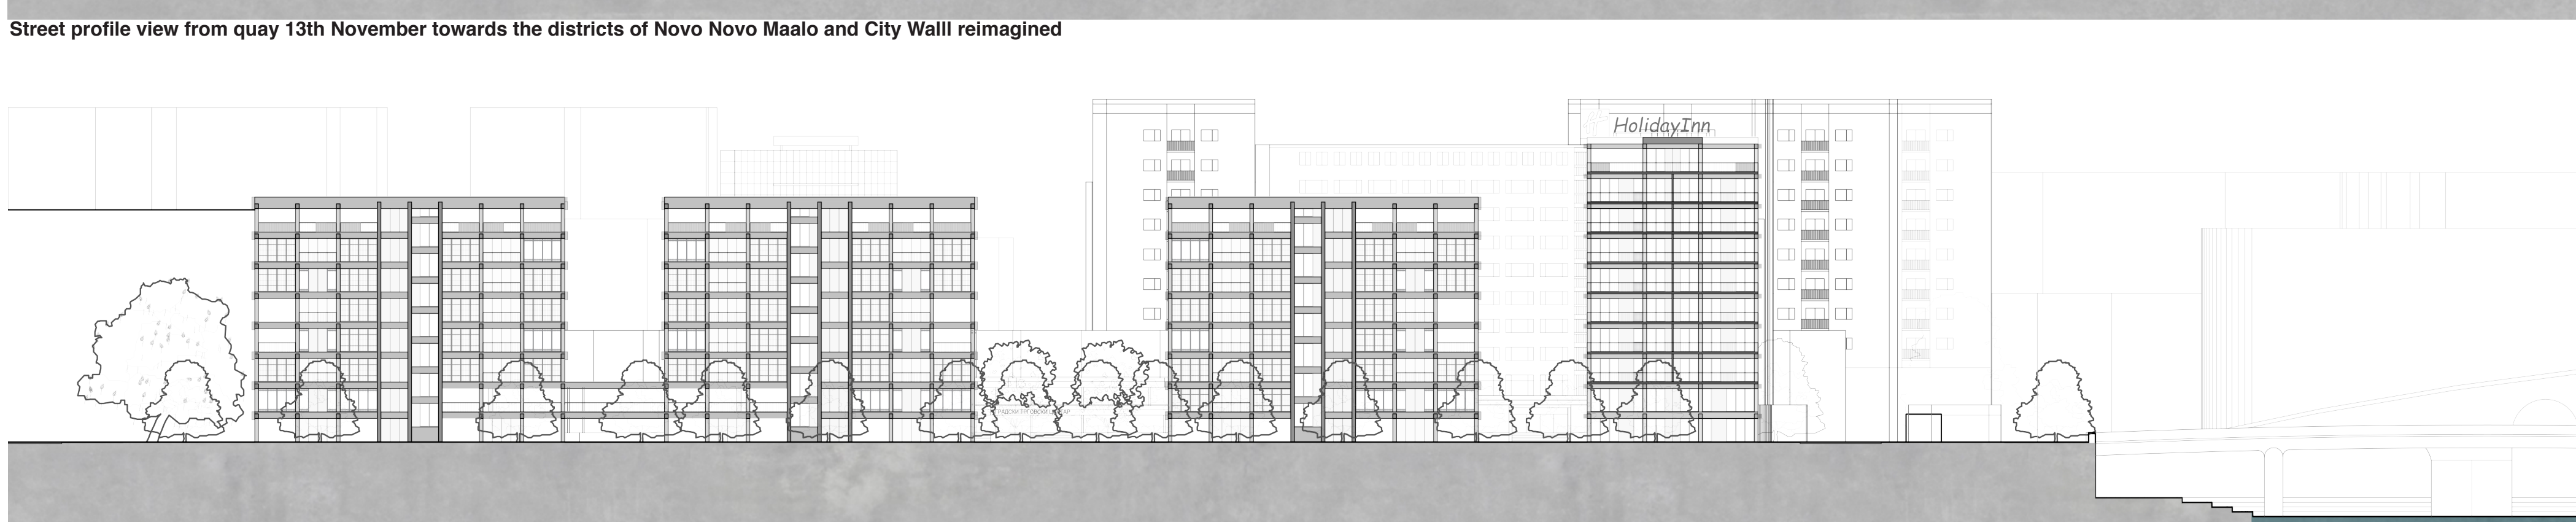 Street profile view from quay 13th November towards the districts of Novo Novo Maalo and City Walll reimagined
HolidayInn
ТРГОВСКИ